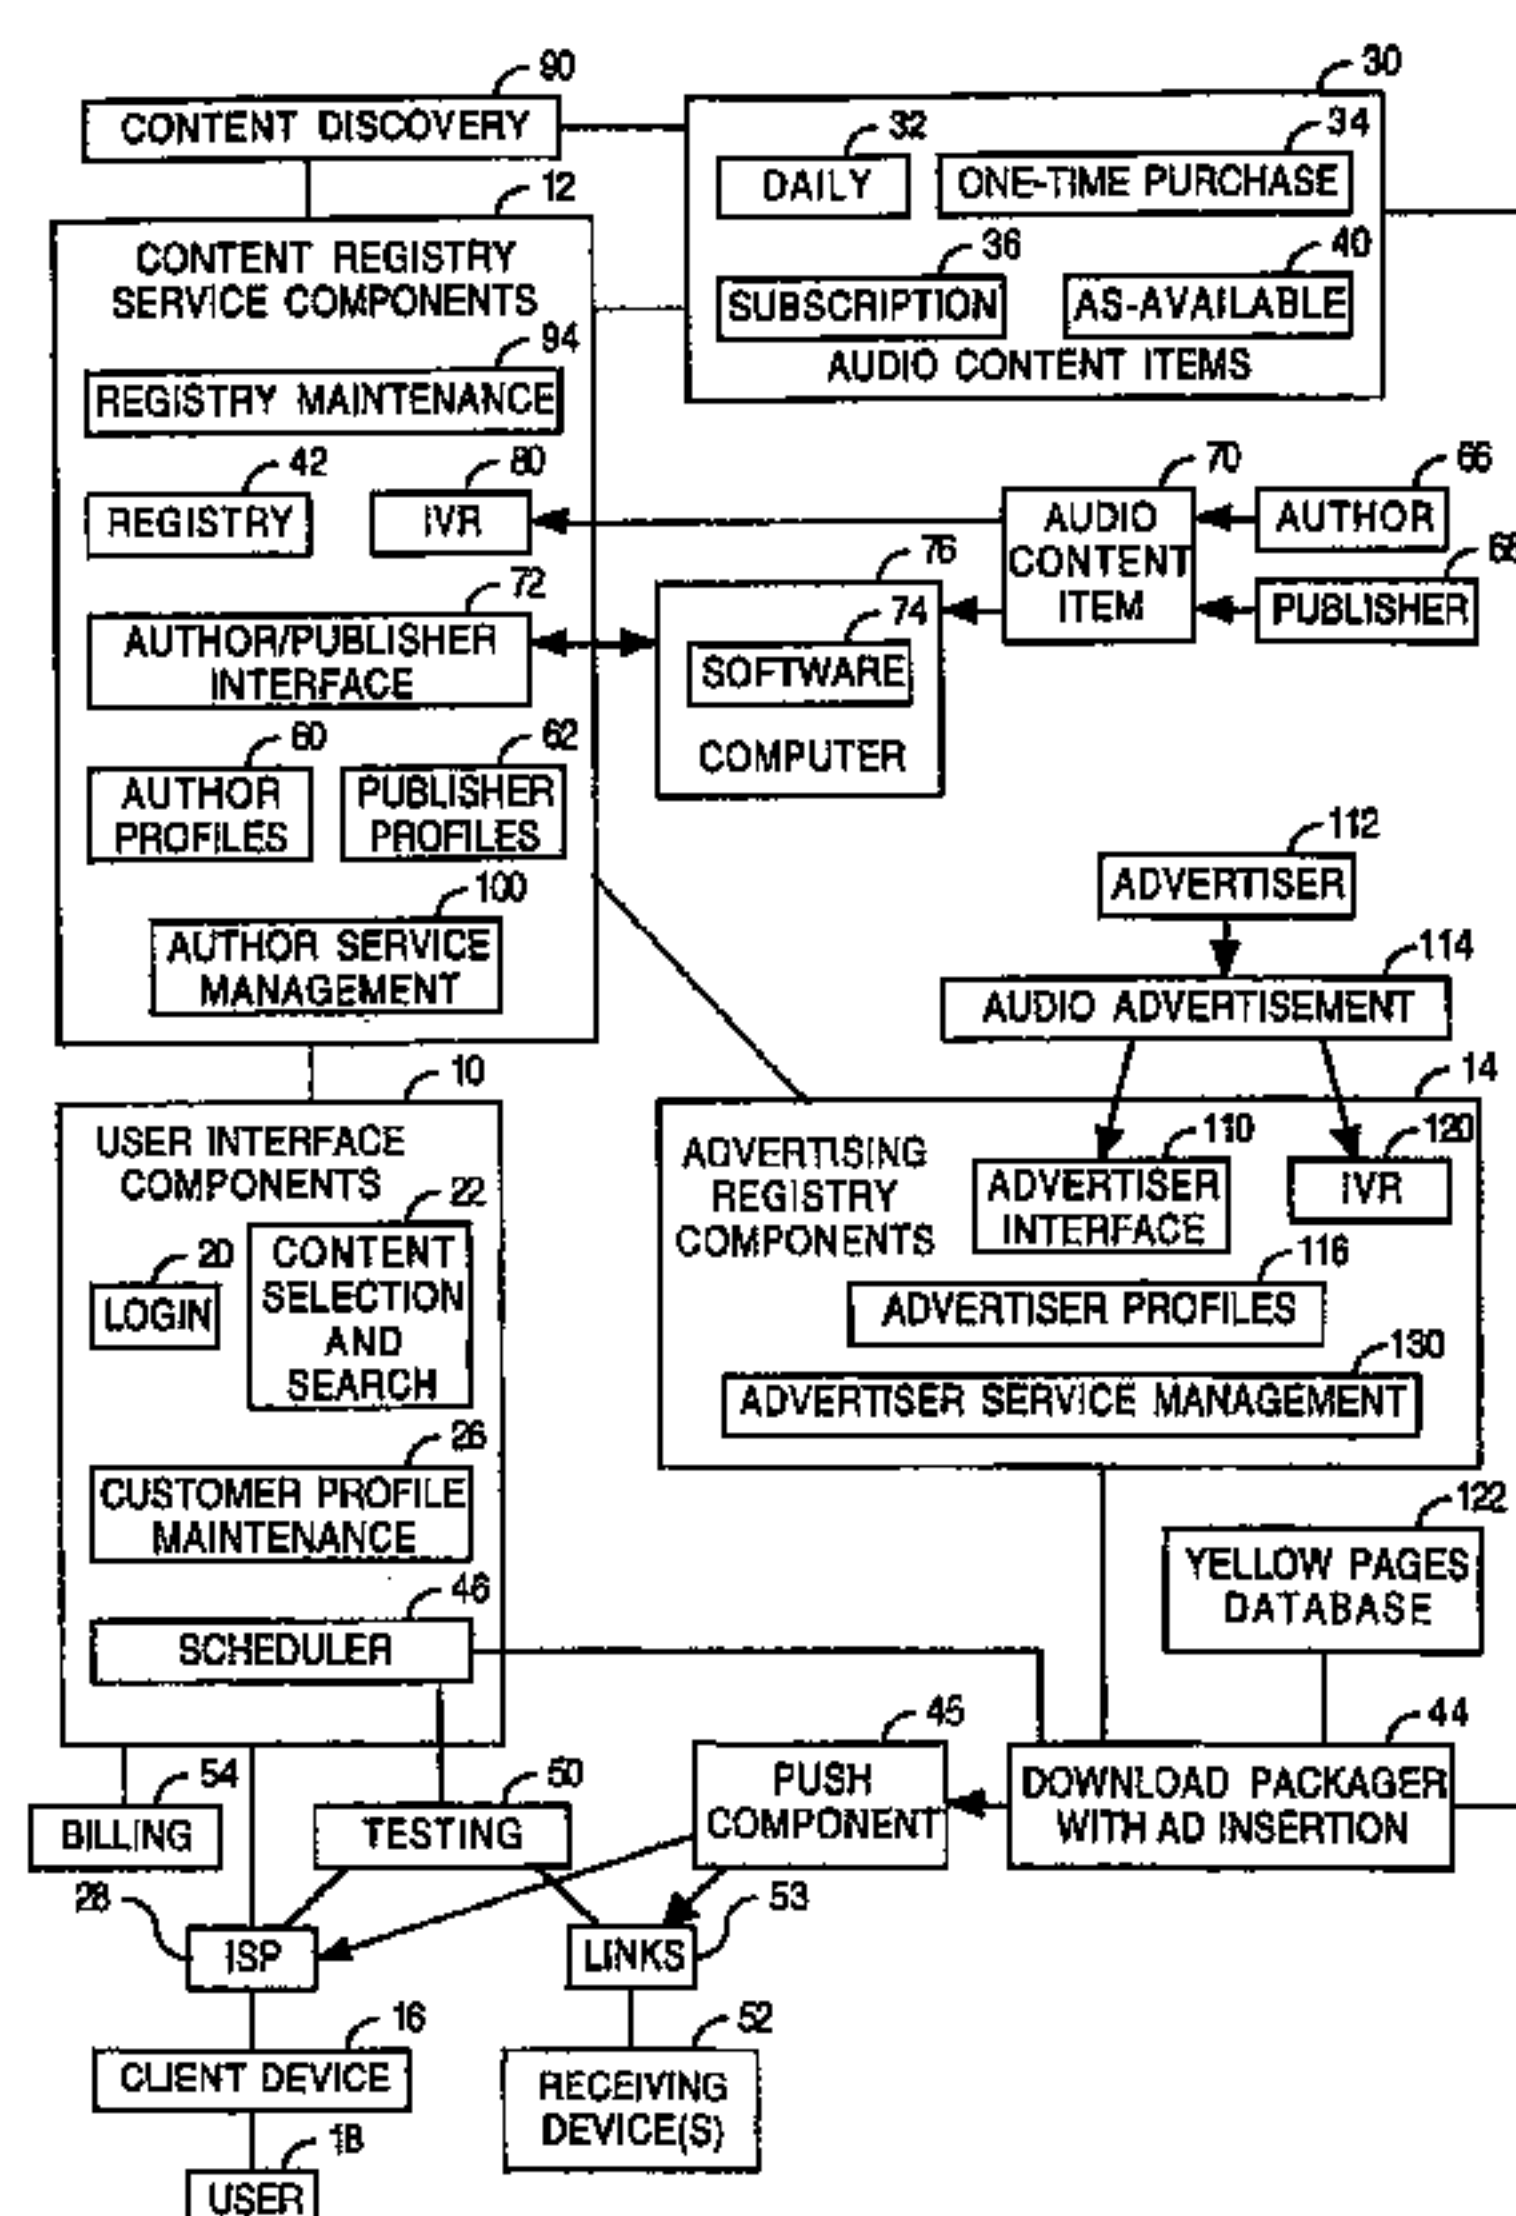 90
CONTENT DISCOVERY
30
32
DAILY
34
ONE-TIME PURCHASE
36
SUBSCRIPTION
40
AS-AVAILABLE
AUDIO CONTENT ITEMS
12
CONTENT REGISTRY
SERVICE COMPONENTS
94
REGISTRY MAINTENANCE
42
REGISTRY
80
IVR
70
AUDIO
CONTENT
ITEM
66
AUTHOR
PUBLISHER
72
AUTHOR/PUBLISHER
INTERFACE
76
74
SOFTWARE
COMPUTER
60
AUTHOR
PROFILES
62
PUBLISHER
PROFILES
100
AUTHOR SERVICE
MANAGEMENT
112
ADVERTISER
114
AUDIO ADVERTISEMENT
10
USER INTERFACE
COMPONENTS
20
LOGIN
22
CONTENT
SELECTION
AND
SEARCH
26
CUSTOMER PROFILE
MAINTENANCE
46
SCHEDULER
14
ADVERTISING
REGISTRY
COMPONENTS
110
ADVERTISER
INTERFACE
120
IVR
116
ADVERTISER PROFILES
130
ADVERTISER SERVICE MANAGEMENT
122
YELLOW PAGES
DATABASE
54
BILLING
50
TESTING
45
PUSH
COMPONENT
44
DOWNLOAD PACKAGER
WITH AD INSERTION
28
ISP
53
LINKS
16
CLIENT DEVICE
52
RECEIVING
DEVICE(S)
18
USER